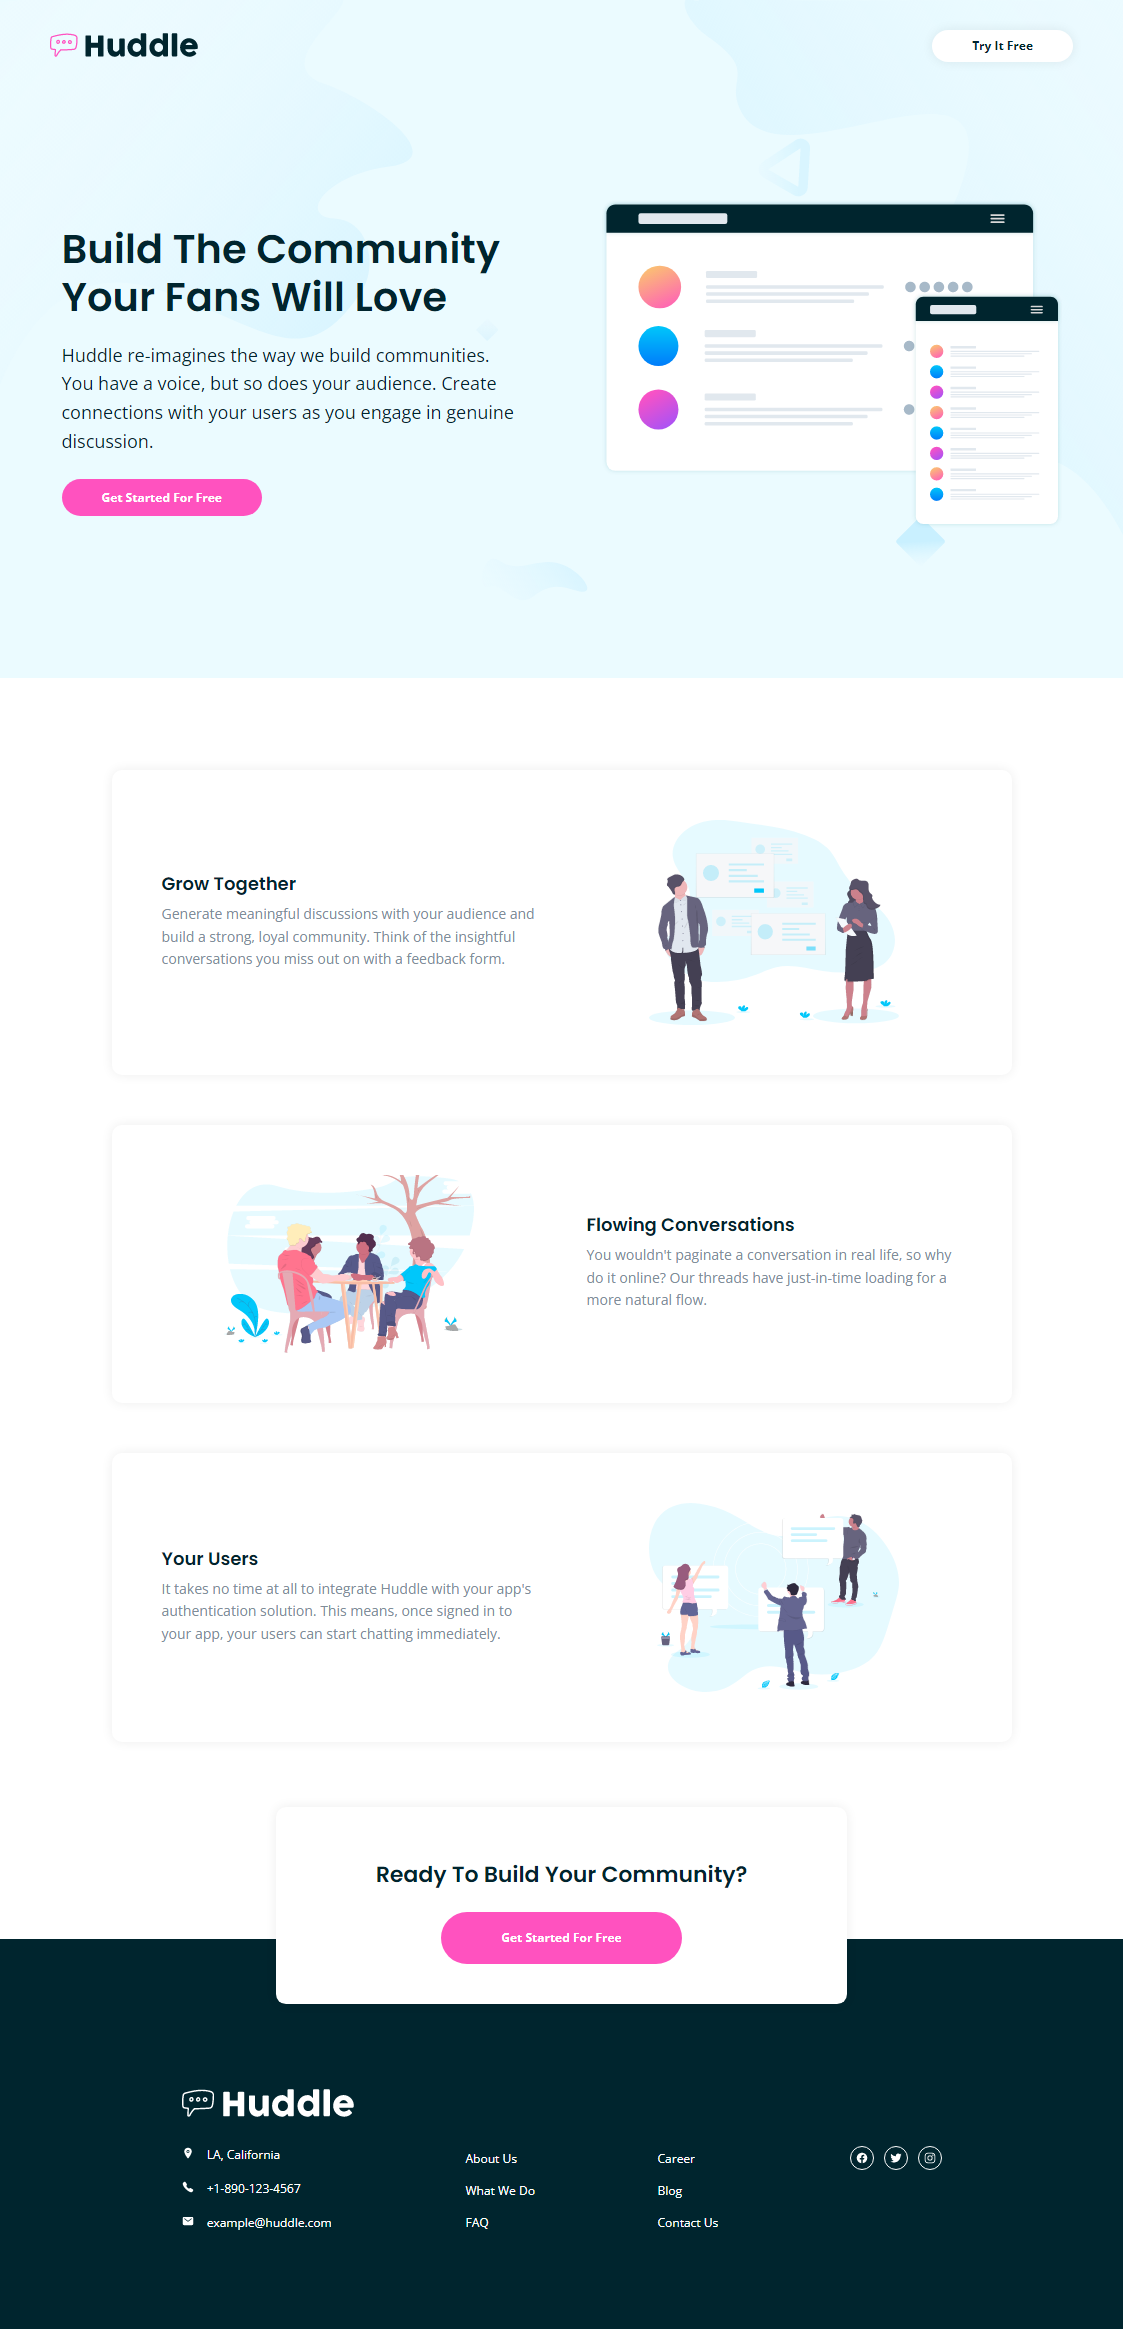 Huddle
Try It Free
Build The Community
Your Fans Will Love
Huddle re-imagines the way we build communities.
You have a voice, but so does your audience. Create
connections with your users as you engage in genuine
discussion.
Get Started For Free
Grow Together
Generate meaningful discussions with your audience and
build a strong, loyal community. Think of the insightful
conversations you miss out on with a feedback form.
Flowing Conversations
You wouldn't paginate a conversation in real life, so why
do it online? Our threads have just-in-time loading for a
more natural flow.
Your Users
It takes no time at all to integrate Huddle with your app's
authentication solution. This means, once signed in to
your app, your users can start chatting immediately.
Ready To Build Your Community?
Get Started For Free
Huddle
LA, California
+1-890-123-4567
example@huddle.com
About Us
What We Do
FAQ
Career
Blog
Contact Us